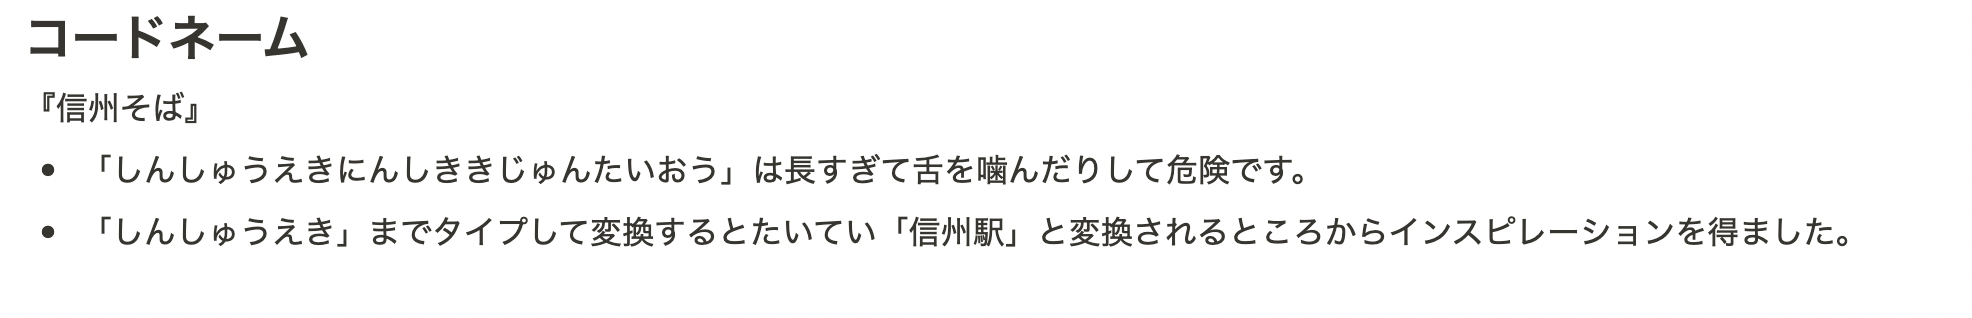 コードネーム
『信州そば』
• 「しんしゅうえきにんしききじゅんたいおう」は長すぎて舌を噛んだりして危険です。
• 「しんしゅうえき」までタイプして変換するとたいてい「信州駅」と変換されるところからインスピレーションを得ました。